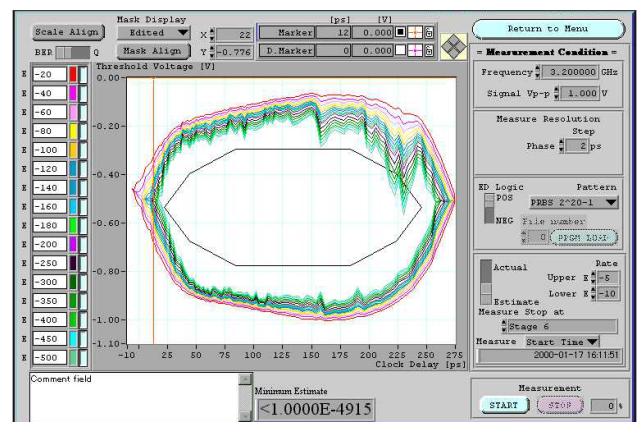 Scale Align
Mask Display
Edited
BER Q
Mask Align
X 22
Y -0.776
[ps] [V]
Marker 12 0.000
D.Marker 0 0.000
Return to Menu
Threshold Voltage [V]
E -20
E -40
E -60
E -80
E -100
E -120
E -140
E -160
E -180
E -200
E -250
E -300
E -350
E -400
E -450
E -500
0.00
-0.20
-0.40
-0.60
-0.80
-1.10
-10 25 50 75 100 125 150 175 200 225 250 275
Clock Delay [ps]
= Measurement Condition =
Frequency 3.200000 GHz
Signal Vp-p 1.000 V
Measure Resolution
Step
Phase 2 ps
ED Logic Pattern
POS
NEG
PRBS 2^20-1
File number
0 PPGM LOAD
Actual Rate
Upper E -5
Lower E -10
Estimate
Measure Stop at
Stage 6
Measure Start Time
2000-01-17 16:11:51
Comment field
Minimum Estimate
<1.0000E-4915
Measurement
START STOP 0 %